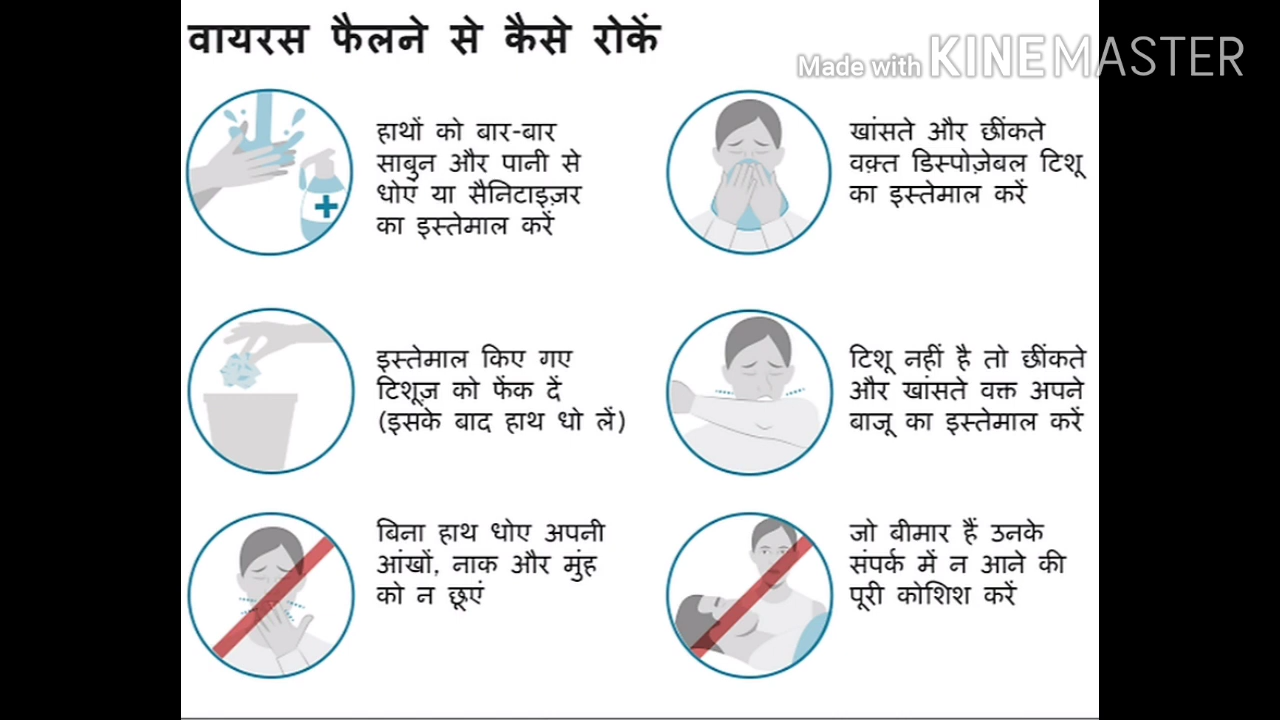 वायरस फैलने से कैसे रोकें
Made with KINEMASTER
हाथों को बार-बार
साबुन और पानी से
धोएं या सैनिटाइज़र
का इस्तेमाल करें
खांसते और छींकते
वक़्त डिस्पोज़ेबल टिशू
का इस्तेमाल करें
इस्तेमाल किए गए
टिशूज़ को फेंक दें
(इसके बाद हाथ धो लें)
टिशू नहीं है तो छींकते
और खांसते वक्त अपने
बाजू का इस्तेमाल करें
बिना हाथ धोए अपनी
आंखों, नाक और मुंह
को न छूएं
जो बीमार हैं उनके
संपर्क में न आने की
पूरी कोशिश करें